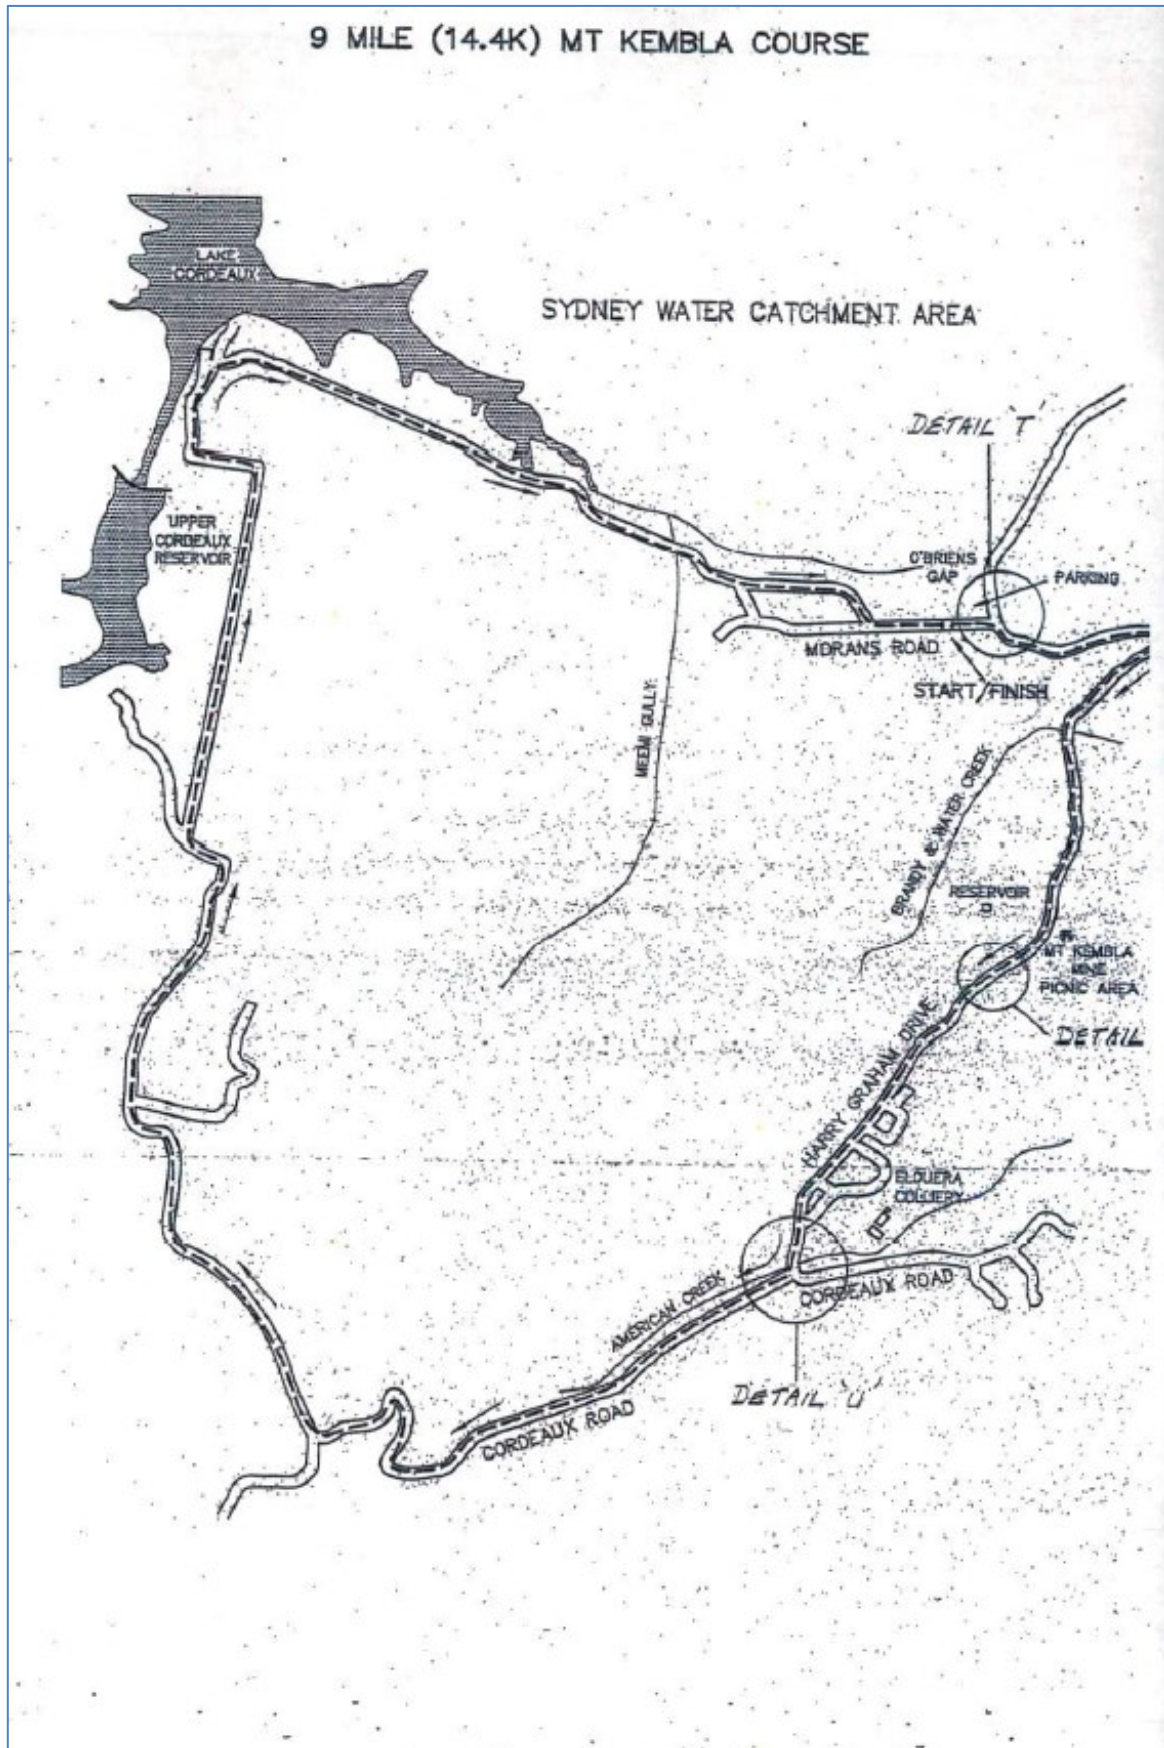 9 MILE (14.4K) MT KEMBLA COURSE
LAKE
CORDEAUX
SYDNEY WATER CATCHMENT AREA
DETAIL 'T'
UPPER
CORDEAUX
RESERVOIR
O'BRIENS
GAP
PARKING
MORANS ROAD
START/FINISH
MEEMI GULLY
BRANDY & WATER CREEK
RESERVOIR
MT KEMBLA
MINE
PICNIC AREA
DETAIL
HARRY GRAHAM DRIVE
ELOUERA
COLLIERY
AMERICAN CREEK
CORDEAUX ROAD
DETAIL 'U'
CORDEAUX ROAD